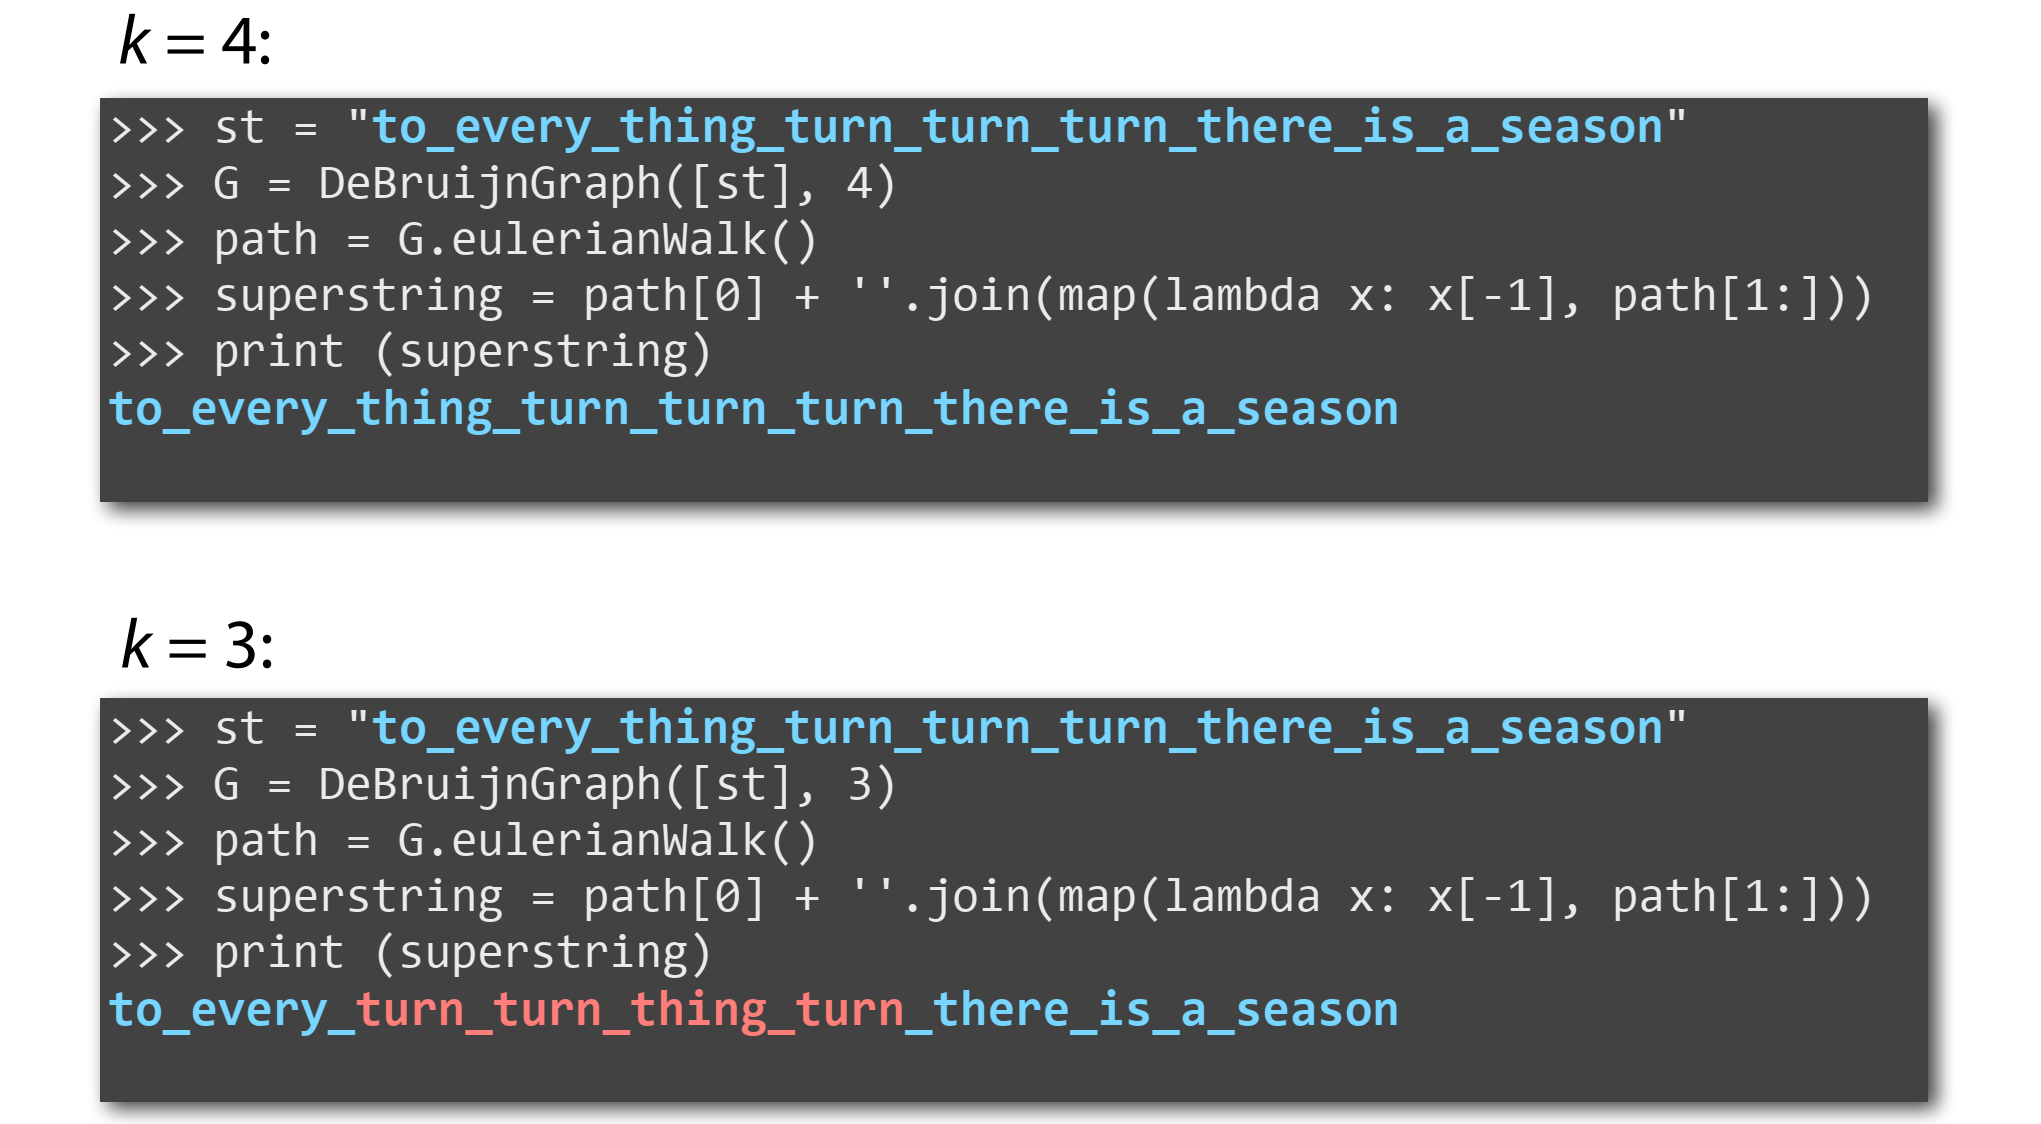 k = 4:
>>> st = "to_every_thing_turn_turn_turn_there_is_a_season"
>>> G = DeBruijnGraph([st], 4)
>>> path = G.eulerianWalk()
>>> superstring = path[0] + ''.join(map(lambda x: x[-1], path[1:]))
>>> print (superstring)
to_every_thing_turn_turn_turn_there_is_a_season
k = 3:
>>> st = "to_every_thing_turn_turn_turn_there_is_a_season"
>>> G = DeBruijnGraph([st], 3)
>>> path = G.eulerianWalk()
>>> superstring = path[0] + ''.join(map(lambda x: x[-1], path[1:]))
>>> print (superstring)
to_every_turn_turn_thing_turn_there_is_a_season